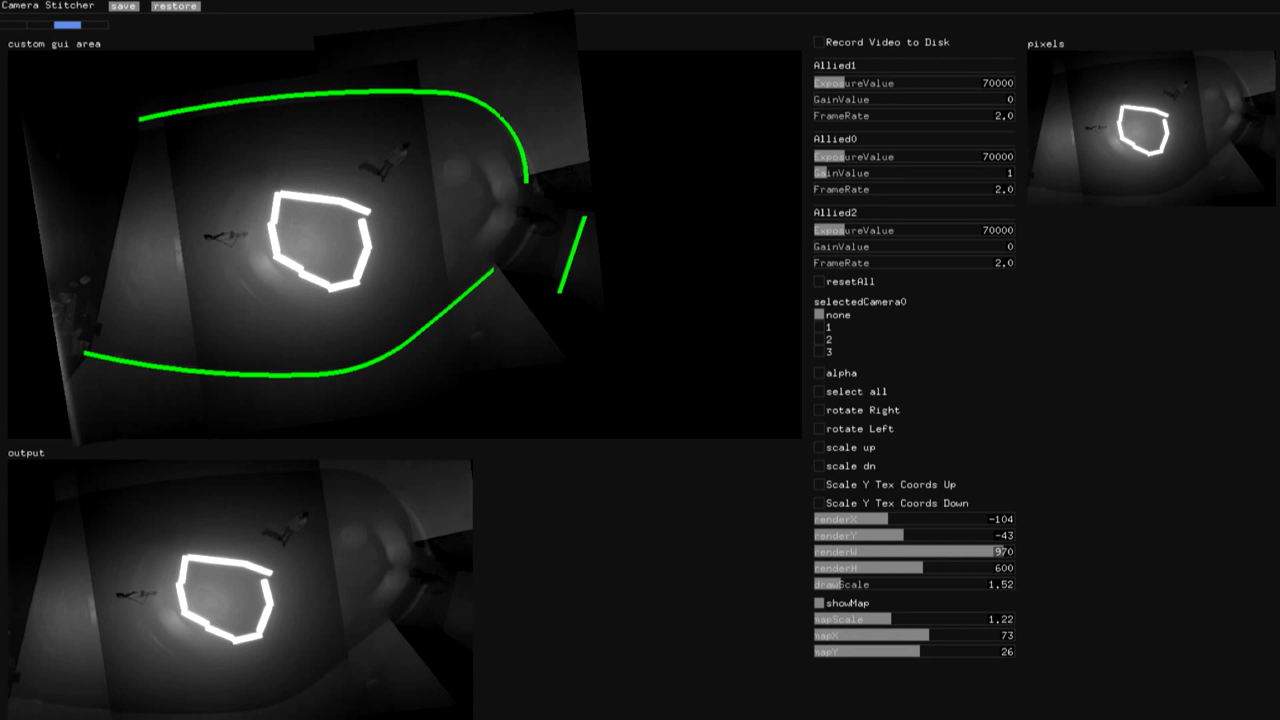 Camera Stitcher save restore
custom gui area
output
Record Video to Disk
Allied1
ExposureValue 70000
GainValue 0
FrameRate 2.0
Allied0
ExposureValue 70000
GainValue 1
FrameRate 2.0
Allied2
ExposureValue 70000
GainValue 0
FrameRate 2.0
resetAll
selectedCamera0
none
1
2
3
alpha
select all
rotate Right
rotate Left
scale up
scale dn
Scale Y Tex Coords Up
Scale Y Tex Coords Down
renderX -104
renderY -43
renderW 970
renderH 600
drawScale 1.52
showMap
mapScale 1.22
mapX 73
mapY 26
pixels